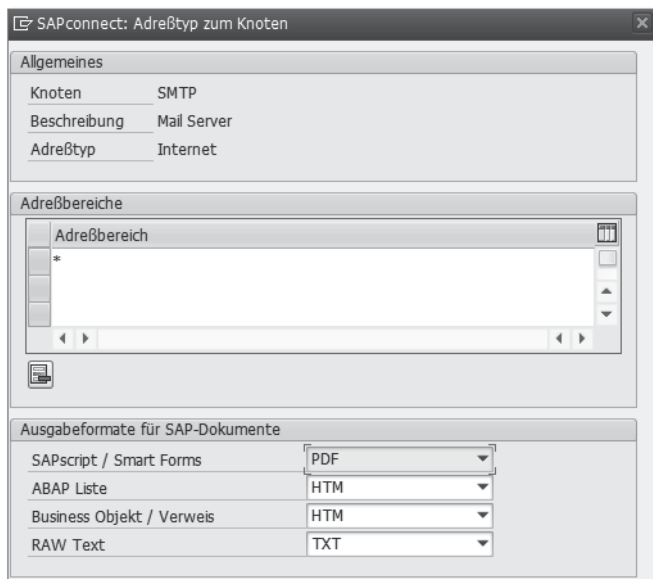 SAPconnect: Adreßtyp zum Knoten
Allgemeines
Knoten SMTP
Beschreibung Mail Server
Adreßtyp Internet
Adreßbereiche
Adreßbereich
*
Ausgabeformate für SAP-Dokumente
SAPscript / Smart Forms PDF
ABAP Liste HTM
Business Objekt / Verweis HTM
RAW Text TXT